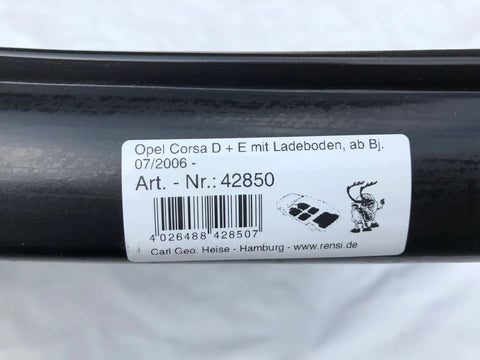 Opel Corsa D + E mit Ladeboden, ab Bj.
07/2006 -
Art. - Nr.: 42850
4 026488 428507
Carl Geo. Heise - Hamburg - www.rensi.de